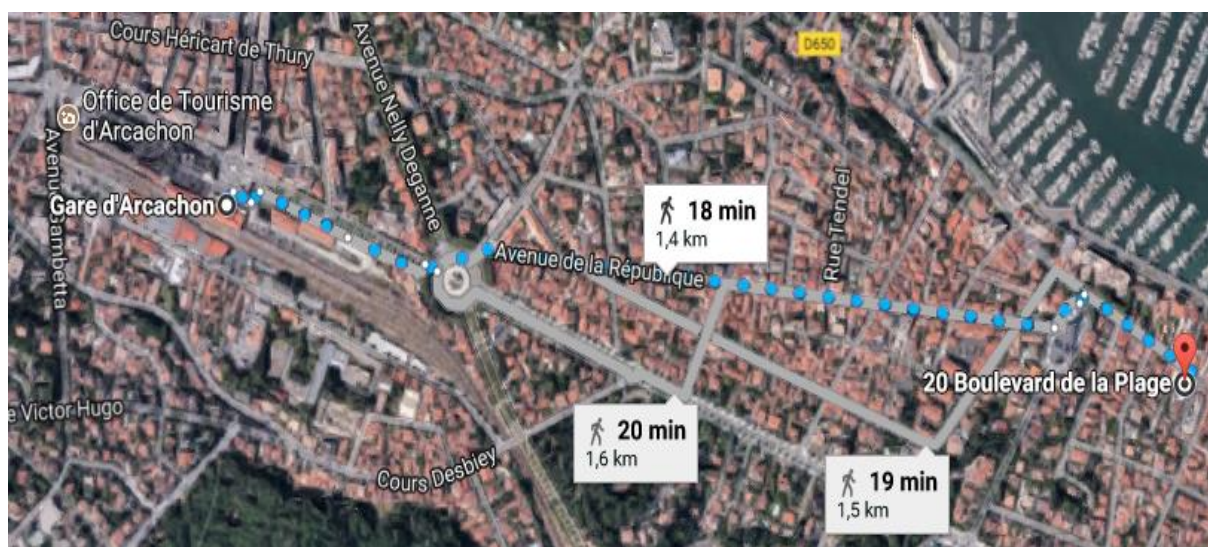 Cours Héricart de Thury
Avenue Nelly Deganne
D650
Office de Tourisme
d'Arcachon
Avenue Gambetta
Gare d'Arcachon
18 min
1,4 km
Rue Trendel
Avenue de la République
20 Boulevard de la Plage
e Victor Hugo
20 min
1,6 km
Cours Desbiey
19 min
1,5 km